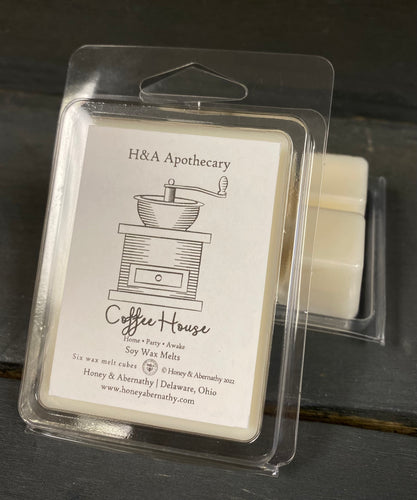 H&A Apothecary
Coffee House
Home • Party • Awake
Soy Wax Melts
Six wax melt cubes © Honey & Abernathy 2022
Honey & Abernathy | Delaware, Ohio
www.honeyabernathy.com